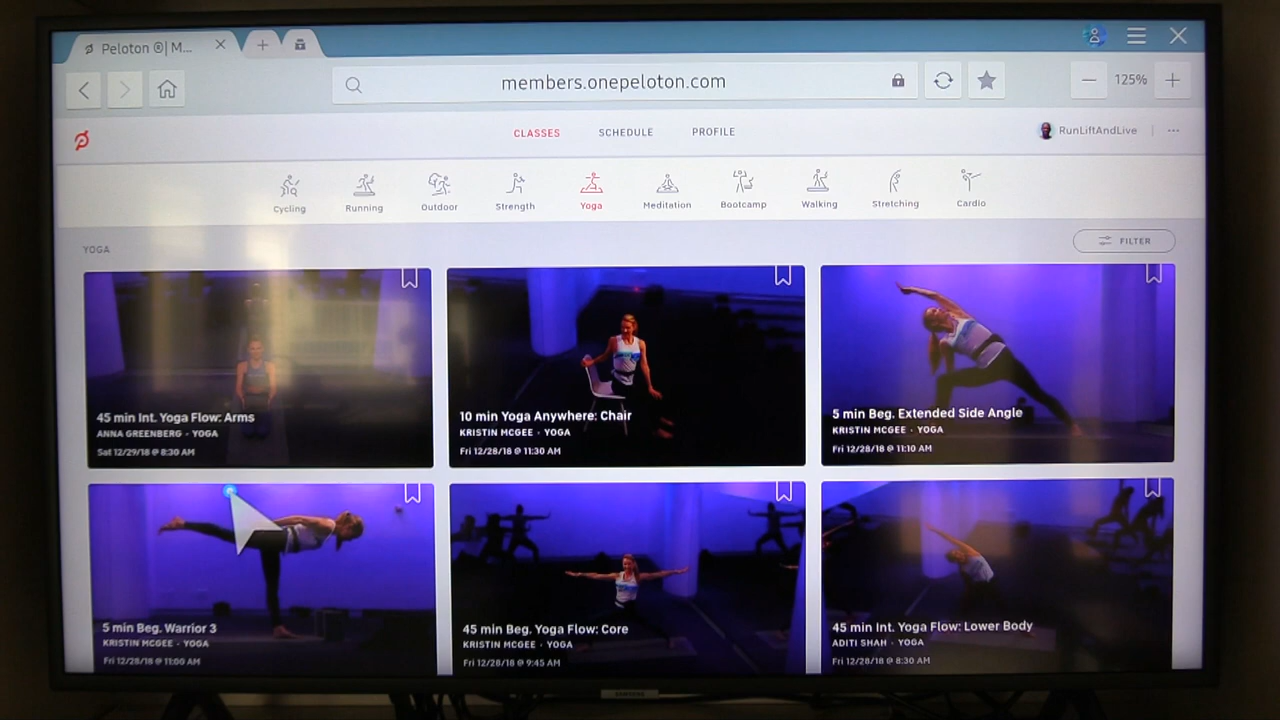 Peloton ®| M...
members.onepeloton.com
125%
CLASSES SCHEDULE PROFILE
RunLiftAndLive
Cycling Running Outdoor Strength Yoga Meditation Bootcamp Walking Stretching Cardio
YOGA
FILTER
45 min Int. Yoga Flow: Arms
ANNA GREENBERG · YOGA
Sat 12/29/18 @ 8:30 AM
10 min Yoga Anywhere: Chair
KRISTIN MCGEE · YOGA
Fri 12/28/18 @ 11:30 AM
5 min Beg. Extended Side Angle
KRISTIN MCGEE · YOGA
Fri 12/28/18 @ 11:10 AM
5 min Beg. Warrior 3
KRISTIN MCGEE · YOGA
Fri 12/28/18 @ 11:00 AM
45 min Beg. Yoga Flow: Core
KRISTIN MCGEE · YOGA
Fri 12/28/18 @ 9:45 AM
45 min Int. Yoga Flow: Lower Body
ADITI SHAH · YOGA
Fri 12/28/18 @ 8:30 AM
SAMSUNG